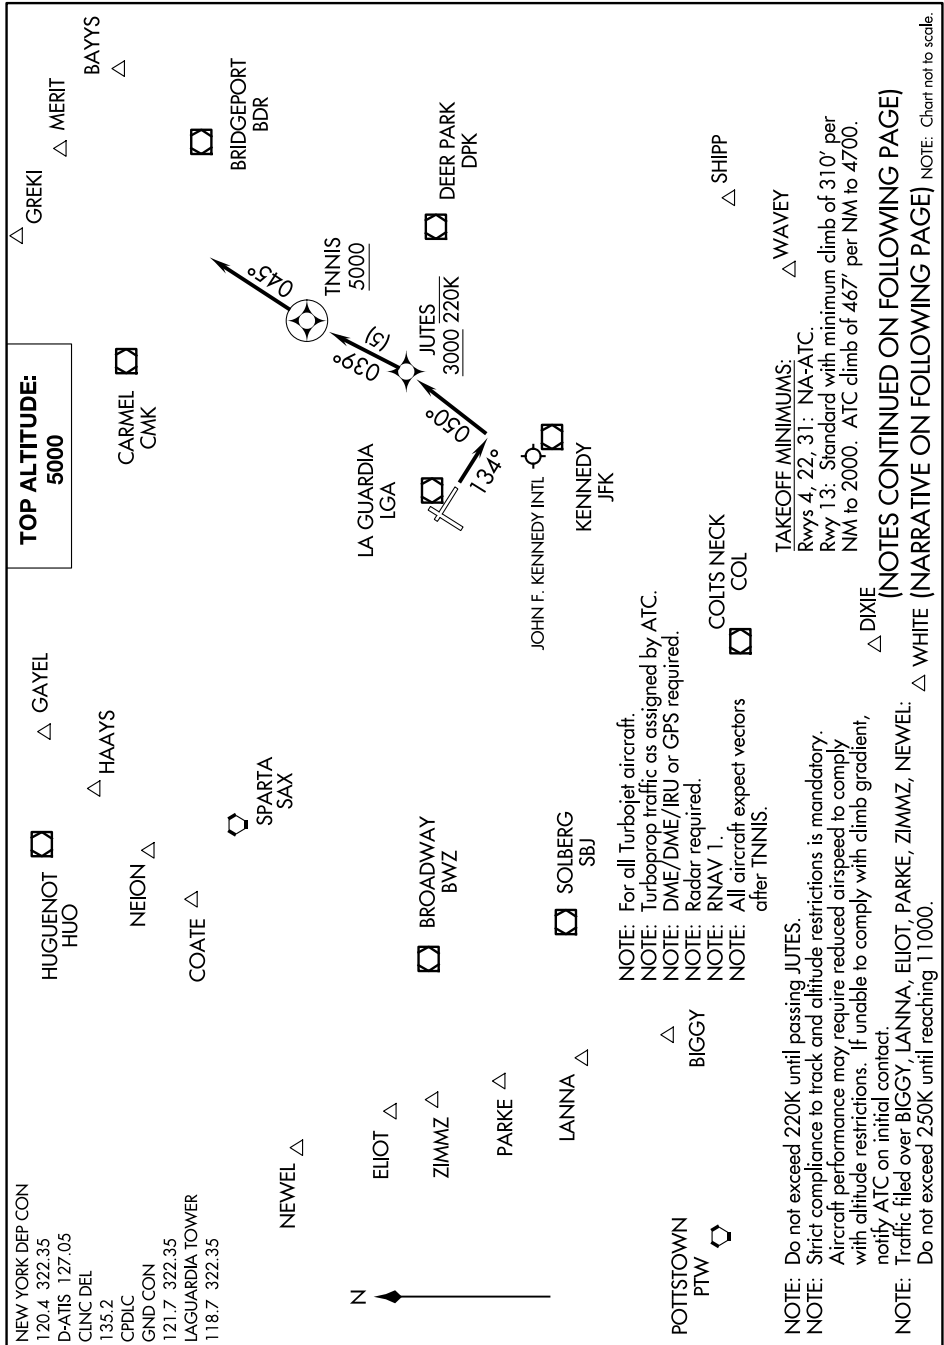 NEW YORK DEP CON
120.4 322.35
D-ATIS 127.05
CLNC DEL
135.2
CPDLC
GND CON
121.7 322.35
LAGUARDIA TOWER
118.7 322.35
TOP ALTITUDE:
5000
HUGUENOT
HUO
GAYEL
HAAYS
NEION
COATE
SPARTA
SAX
CARMEL
CMK
GREKI
MERIT
BAYYS
BRIDGEPORT
BDR
045°
TNNIS
5000
039°
(5)
JUTES
3000 220K
050°
134°
DEER PARK
DPK
LA GUARDIA
LGA
JOHN F. KENNEDY INTL
KENNEDY
JFK
NEWEL
ELIOT
ZIMMZ
PARKE
LANNA
BIGGY
BROADWAY
BWZ
SOLBERG
SBJ
N
POTTSTOWN
PTW
COLTS NECK
COL
DIXIE
WHITE
SHIPP
WAVEY
NOTE: For all Turbojet aircraft.
NOTE: Turboprop traffic as assigned by ATC.
NOTE: DME/DME/IRU or GPS required.
NOTE: Radar required.
NOTE: RNAV 1.
NOTE: All aircraft expect vectors
after TNNIS.
NOTE: Do not exceed 220K until passing JUTES.
NOTE: Strict compliance to track and altitude restrictions is mandatory.
Aircraft performance may require reduced airspeed to comply
with altitude restrictions. If unable to comply with climb gradient,
notify ATC on initial contact.
NOTE: Traffic filed over BIGGY, LANNA, ELIOT, PARKE, ZIMMZ, NEWEL:
Do not exceed 250K until reaching 11000.
TAKEOFF MINIMUMS:
Rwys 4, 22, 31: NA-ATC.
Rwy 13: Standard with minimum climb of 310' per
NM to 2000. ATC climb of 467' per NM to 4700.
(NOTES CONTINUED ON FOLLOWING PAGE)
(NARRATIVE ON FOLLOWING PAGE)
NOTE: Chart not to scale.